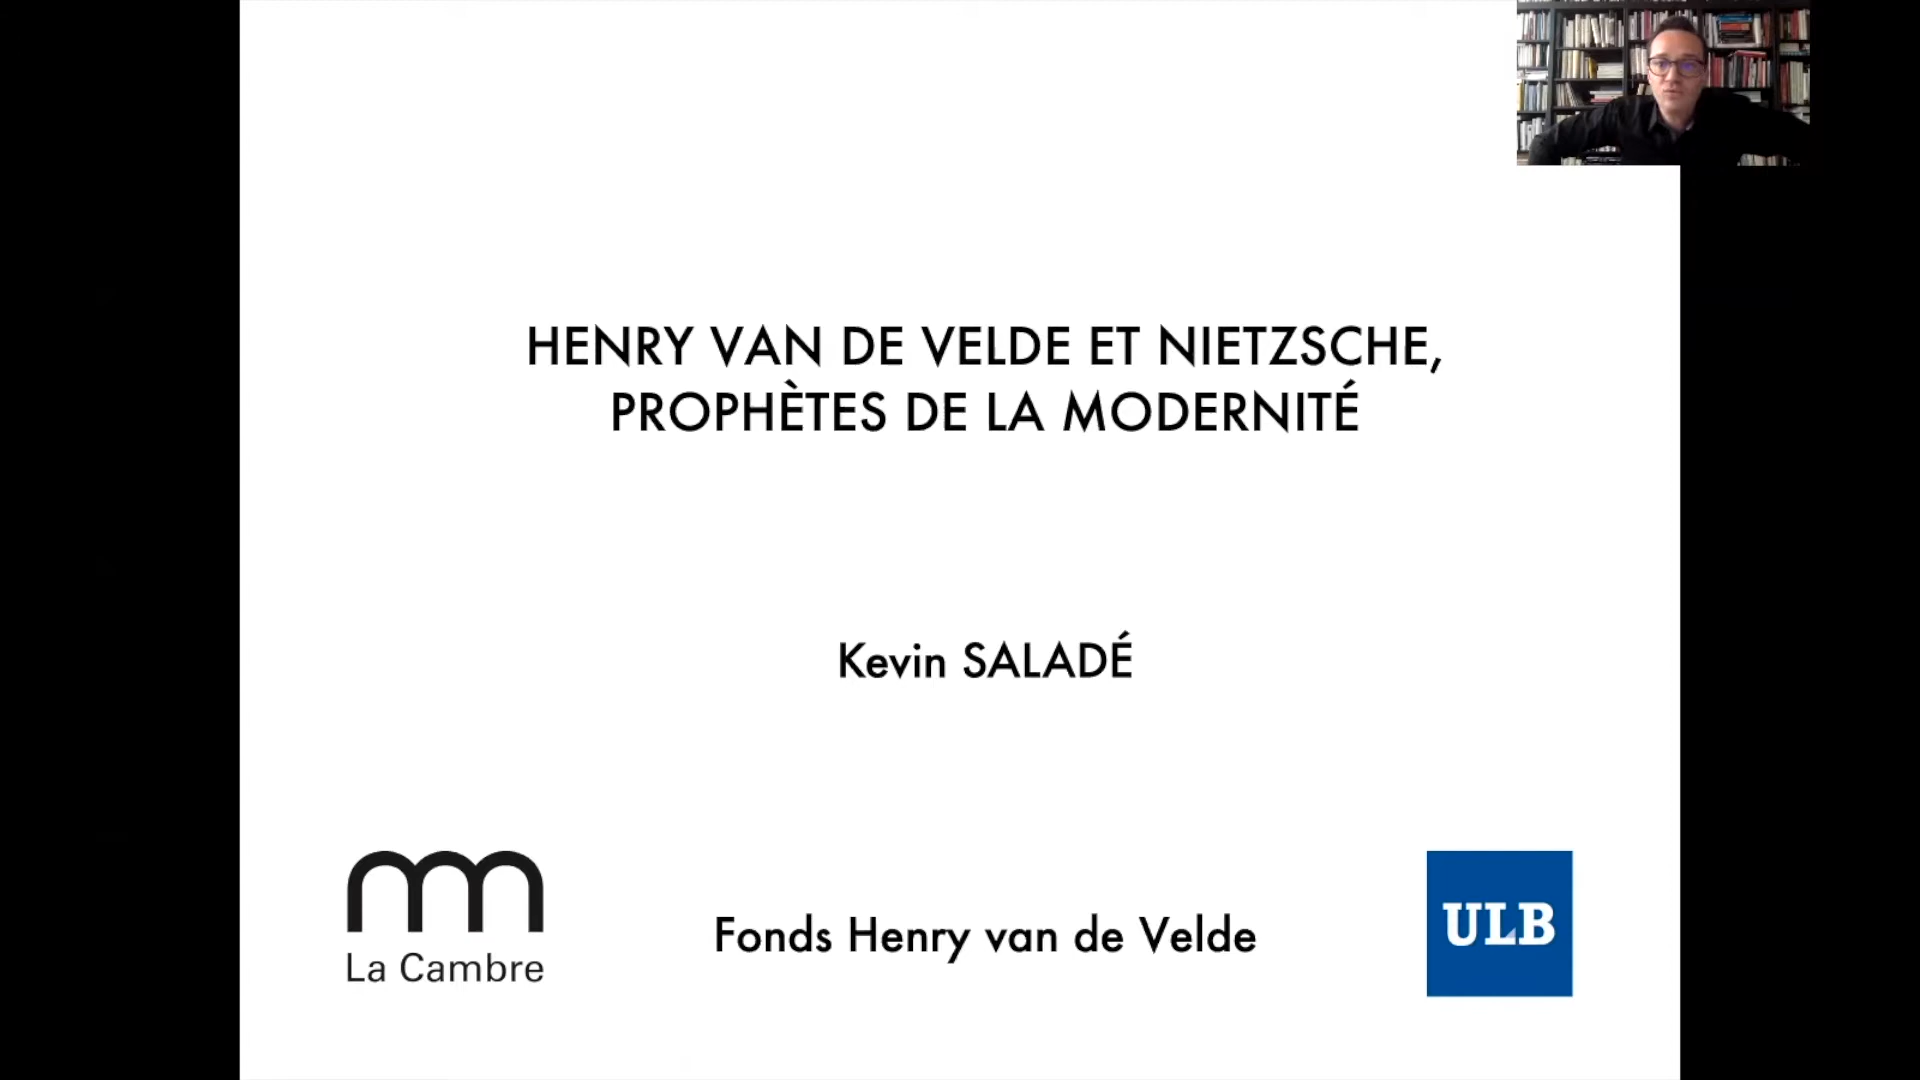 HENRY VAN DE VELDE ET NIETZSCHE,
PROPHÈTES DE LA MODERNITÉ
Kevin SALADÉ
La Cambre
Fonds Henry van de Velde
ULB